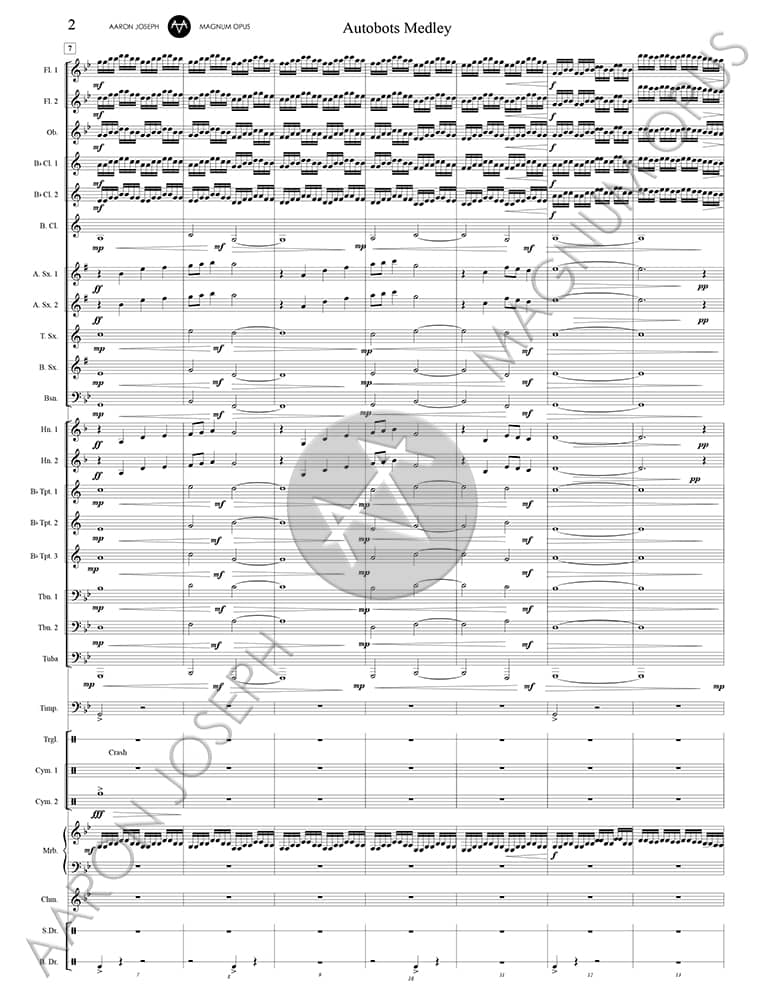 2 AARON JOSEPH MAGNUM OPUS Autobots Medley
7
Fl. 1
mf f
Fl. 2
mf f
Ob.
mf f
B♭ Cl. 1
mf f
B♭ Cl. 2
mf f
B. Cl.
mp mf mp mf
A. Sx. 1
ff pp
A. Sx. 2
ff pp
T. Sx.
mp mf mp mf
B. Sx.
mp mf mp mf
Bsn.
mp mf mp mf
Hn. 1
ff pp
Hn. 2
ff pp
B♭ Tpt. 1
mp mf mp mf
B♭ Tpt. 2
mp mf mp mf
B♭ Tpt. 3
mp mf mp mf
Tbn. 1
mp mf mp mf
Tbn. 2
mp mf mp mf
Tuba
mp mf mp mf mp
Timp.
Trgl.
Crash
Cym. 1
Cym. 2
fff
Mrb.
mf f
Chm.
S.Dr.
B. Dr.
7 8 9 10 11 12 13
AARON JOSEPH MAGNUM OPUS